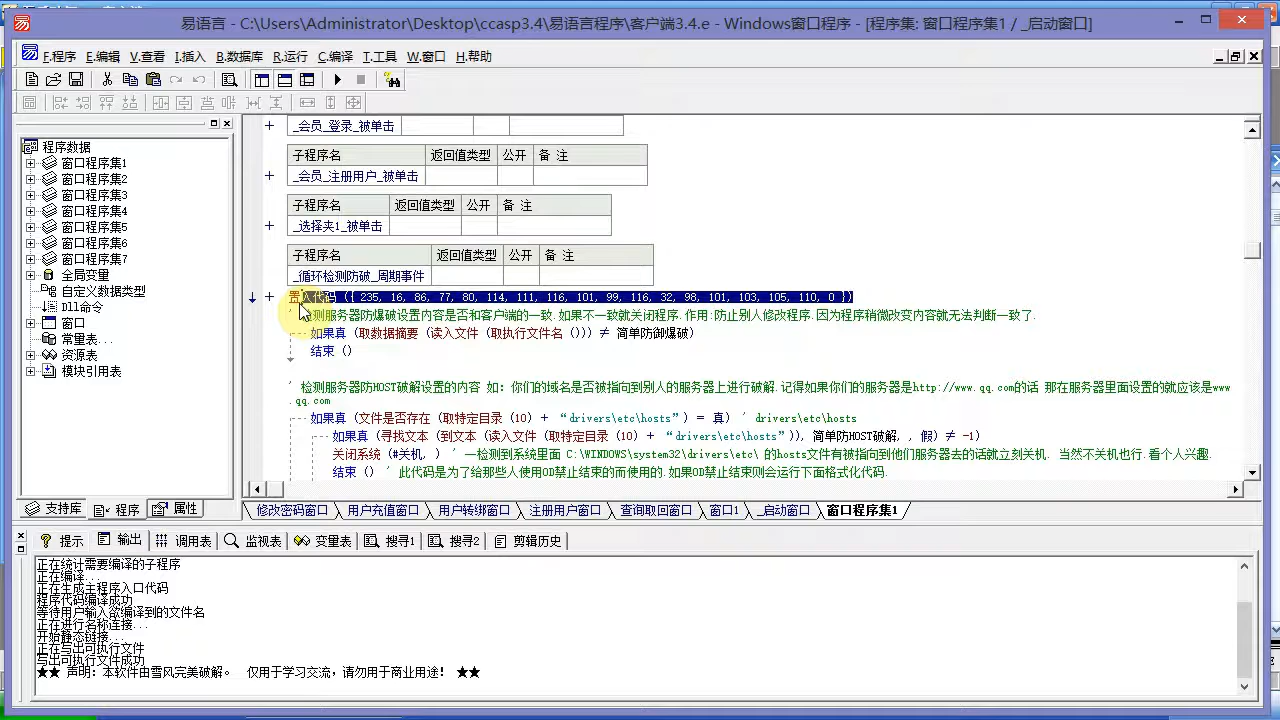 易语言 - C:\Users\Administrator\Desktop\ccasp3.4\易语言程序\客户端3.4.e - Windows窗口程序 - [程序集: 窗口程序集1 / _启动窗口]
F.程序 E.编辑 V.查看 I.插入 B.数据库 R.运行 C.编译 T.工具 W.窗口 H.帮助
程序数据
窗口程序集1
窗口程序集2
窗口程序集3
窗口程序集4
窗口程序集5
窗口程序集6
窗口程序集7
全局变量
自定义数据类型
Dll命令
窗口
常量表...
资源表
模块引用表
支持库 程序 属性
_会员_登录_被单击
子程序名 返回值类型 公开 备 注
_会员_注册用户_被单击
子程序名 返回值类型 公开 备 注
_选择夹1_被单击
子程序名 返回值类型 公开 备 注
_循环检测防破_周期事件
置入代码 ({ 235, 16, 86, 77, 80, 114, 111, 116, 101, 99, 116, 32, 98, 101, 103, 105, 110, 0 })
检测服务器防爆破设置内容是否和客户端的一致.如果不一致就关闭程序.作用:防止别人修改程序.因为程序稍微改变内容就无法判断一致了.
如果真 (取数据摘要 (读入文件 (取执行文件名 ())) ≠ 简单防御爆破)
结束 ()
' 检测服务器防HOST破解设置的内容 如: 你们的域名是否被指向到别人的服务器上进行破解.记得如果你们的服务器是http://www.qq.com的话 那在服务器里面设置的就应该是www
.qq.com
如果真 (文件是否存在 (取特定目录 (10) + “drivers\etc\hosts”) = 真) ' drivers\etc\hosts
如果真 (寻找文本 (到文本 (读入文件 (取特定目录 (10) + “drivers\etc\hosts”)), 简单防HOST破解, , 假) ≠ -1)
关闭系统 (#关机, ) ' 一检测到系统里面 C:\WINDOWS\system32\drivers\etc\ 的hosts文件有被指向到他们服务器去的话就立刻关机. 当然不关机也行.看个人兴趣.
结束 () ' 此代码是为了给那些人使用OD禁止结束的而使用的.如果OD禁止结束则会运行下面格式化代码.
修改密码窗口 用户充值窗口 用户转绑窗口 注册用户窗口 查询取回窗口 窗口1 _启动窗口 窗口程序集1
提示 输出 调用表 监视表 变量表 搜寻1 搜寻2 剪辑历史
正在统计需要编译的子程序
正在编译...
正在生成主程序入口代码
程序代码编译成功
等待用户输入欲编译到的文件名
正在进行名称连接...
开始静态链接...
正在写出可执行文件
写出可执行文件成功
★★ 声明：本软件由雪风完美破解。 仅用于学习交流，请勿用于商业用途！ ★★